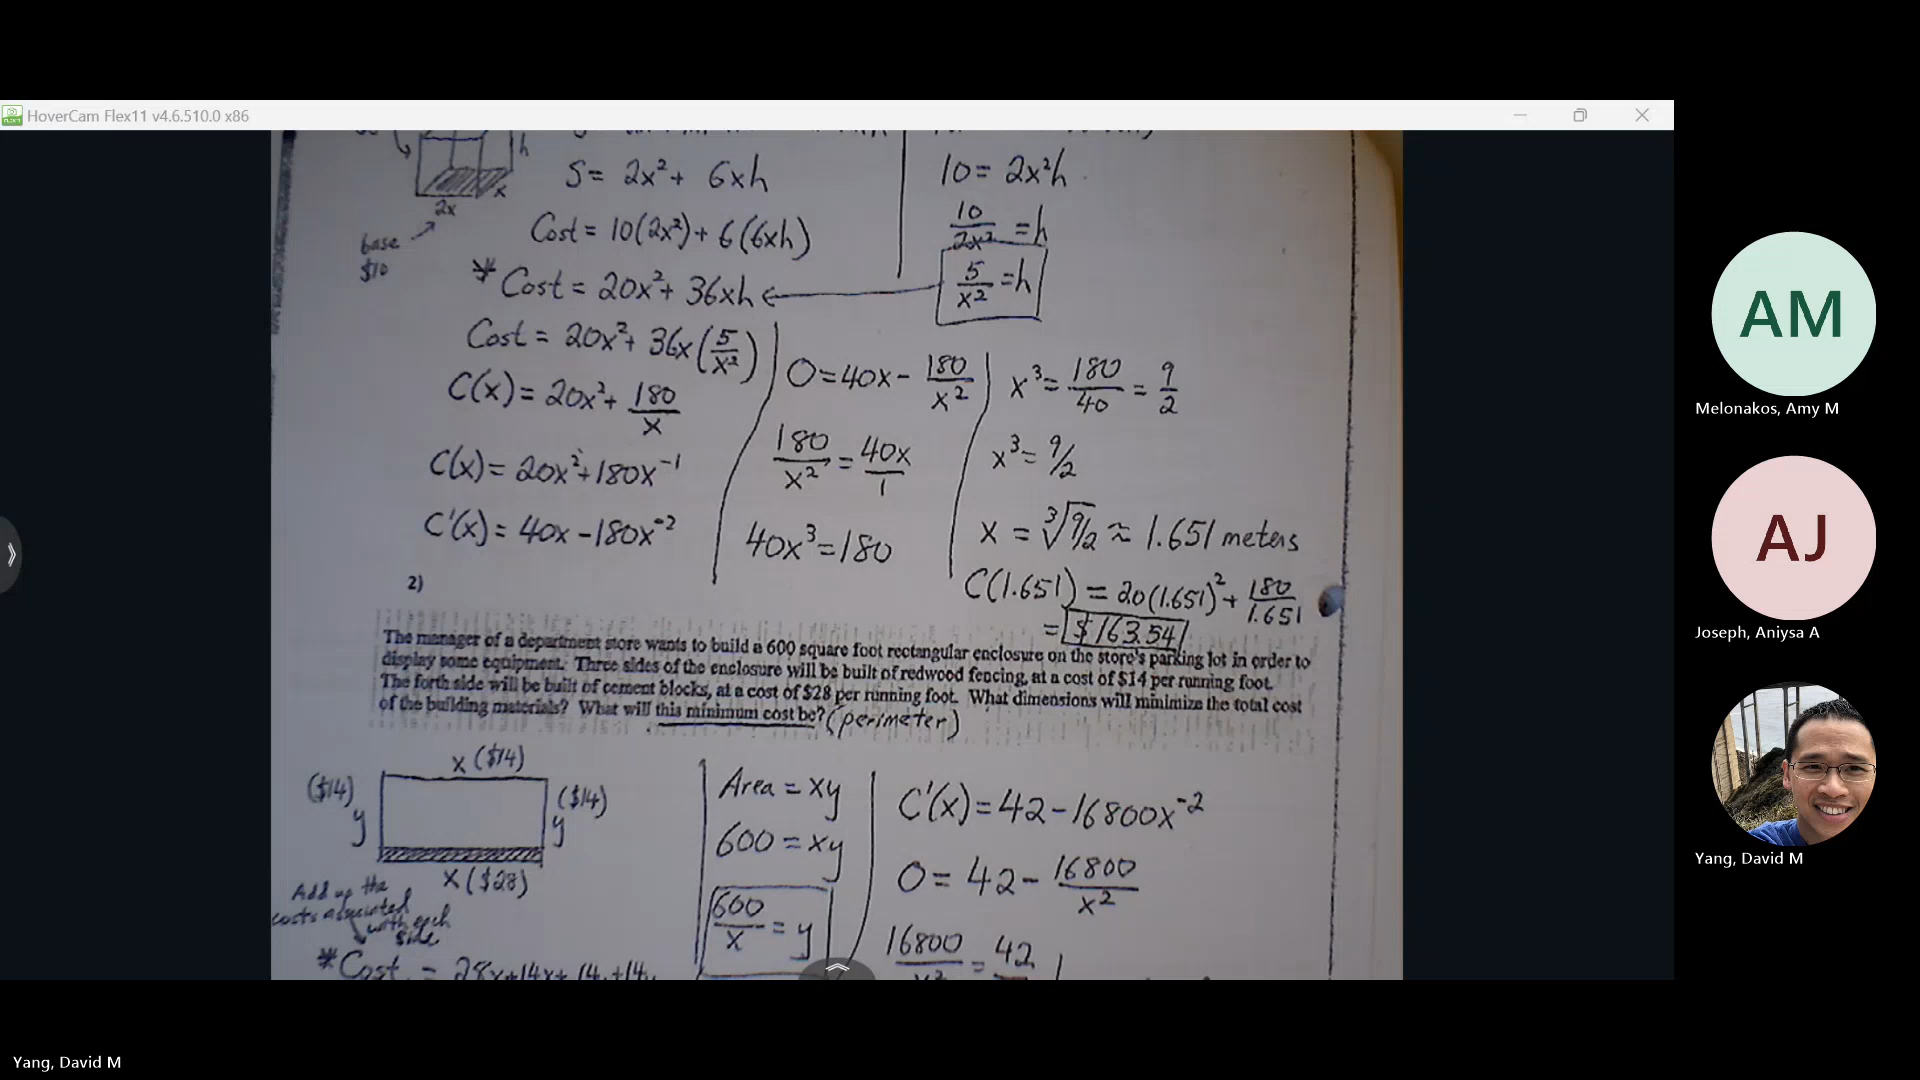 HoverCam Flex11 v4.6.510.0 x86
h
x
2x
base
$10
S= 2x²+ 6xh
Cost = 10(2x²)+ 6(6xh)
* Cost = 20x²+ 36xh
10= 2x²h
10/2x² =h
5/x² =h
Cost = 20x²+ 36x(5/x²)
C(x)= 20x²+ 180/x
C(x)= 20x²+180x⁻¹
C'(x)= 40x -180x⁻²
0=40x- 180/x²
180/x² = 40x/1
40x³=180
x³= 180/40 = 9/2
x³= 9/2
x = ³√9/2 ≈ 1.651 meters
C(1.651) = 20(1.651)²+ 180/1.651
= $163.54
2)
The manager of a department store wants to build a 600 square foot rectangular enclosure on the store's parking lot in order to
display some equipment. Three sides of the enclosure will be built of redwood fencing, at a cost of $14 per running foot.
The forth side will be built of cement blocks, at a cost of $28 per running foot. What dimensions will minimize the total cost
of the building materials? What will this minimum cost be? (perimeter)
x ($14)
($14)
y
($14)
y
x ($28)
Add up the
costs associated
with each
side
Area = xy
600 = xy
600/x = y
C'(x)= 42-16800x⁻²
0= 42- 16800/x²
16800/x² = 42
* Cost = 28x+14x+14y+14y
AM
Melonakos, Amy M
AJ
Joseph, Aniysa A
Yang, David M
Yang, David M